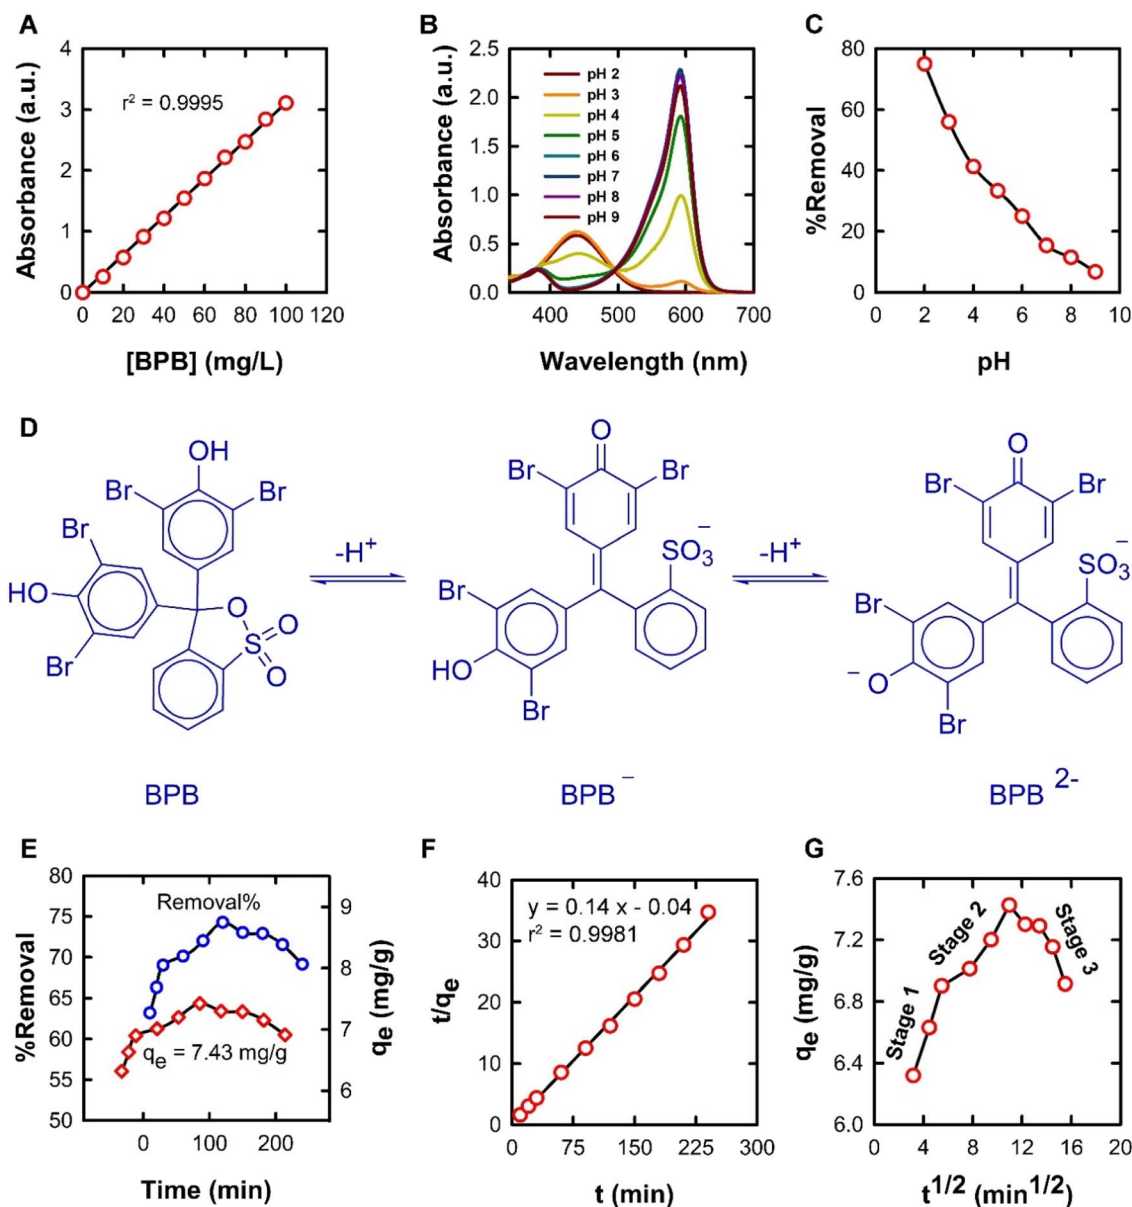 A
Absorbance (a.u.)
4
3
2
1
0
r² = 0.9995
0 20 40 60 80 100 120
[BPB] (mg/L)
B
Absorbance (a.u.)
2.5
2.0
1.5
1.0
0.5
0.0
pH 2
pH 3
pH 4
pH 5
pH 6
pH 7
pH 8
pH 9
400 500 600 700
Wavelength (nm)
C
%Removal
80
60
40
20
0
0 2 4 6 8 10
pH
D
OH
Br Br
Br
HO
Br
O
S
O
O
BPB
-H⁺
O
Br Br
SO₃⁻
Br
HO
Br
BPB⁻
-H⁺
O
Br Br
SO₃⁻
Br
⁻O
Br
BPB²⁻
E
%Removal
80
75
70
65
60
55
50
Removal%
qₑ = 7.43 mg/g
9
8
7
6
qₑ (mg/g)
0 100 200
Time (min)
F
t/qₑ
40
30
20
10
0
y = 0.14 x - 0.04
r² = 0.9981
0 75 150 225 300
t (min)
G
qₑ (mg/g)
7.6
7.2
6.8
6.4
6.0
Stage 1
Stage 2
Stage 3
0 4 8 12 16 20
t¹/² (min¹/²)